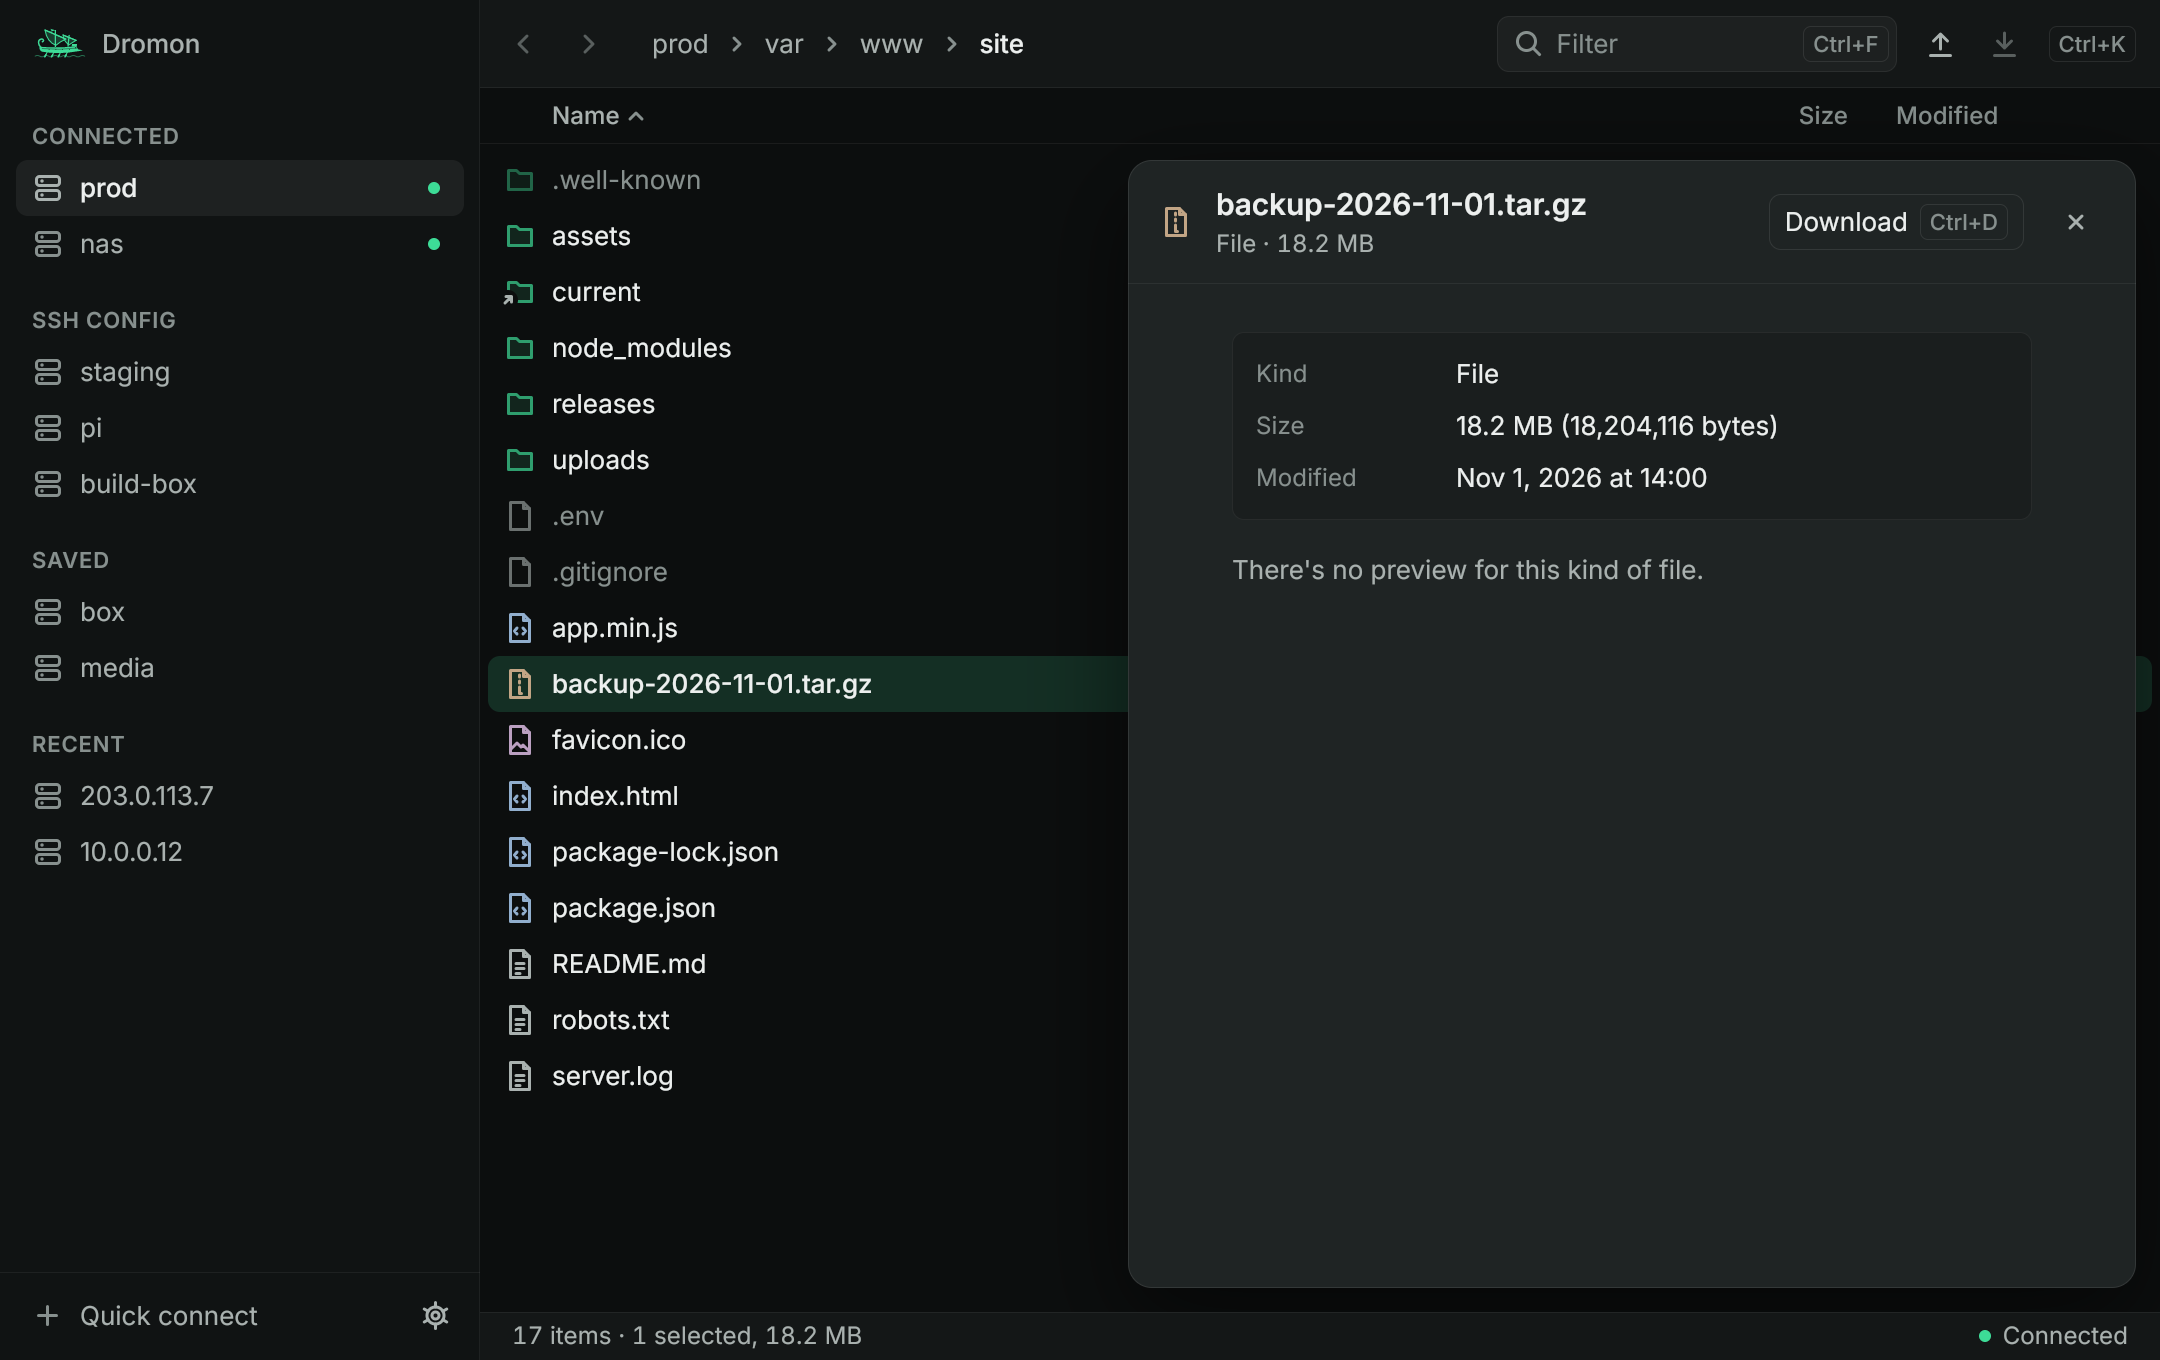 Dromon
CONNECTED
prod
nas
SSH CONFIG
staging
pi
build-box
SAVED
box
media
RECENT
203.0.113.7
10.0.0.12
Quick connect
prod > var > www > site
Filter Ctrl+F
Ctrl+K
Name Size Modified
.well-known
assets
current
node_modules
releases
uploads
.env
.gitignore
app.min.js
backup-2026-11-01.tar.gz
favicon.ico
index.html
package-lock.json
package.json
README.md
robots.txt
server.log
backup-2026-11-01.tar.gz
File · 18.2 MB
Download Ctrl+D
Kind File
Size 18.2 MB (18,204,116 bytes)
Modified Nov 1, 2026 at 14:00
There's no preview for this kind of file.
17 items · 1 selected, 18.2 MB
Connected